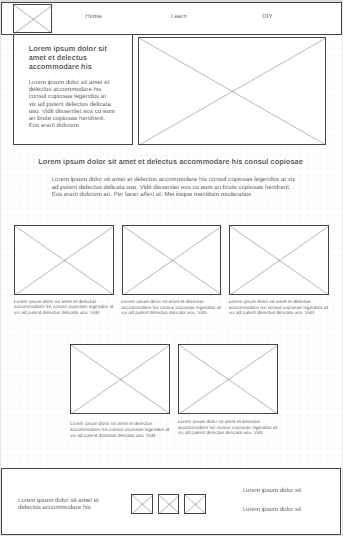 Home
Learn
DIY
Lorem ipsum dolor sit
amet et delectus
accommodare his
Lorem ipsum dolor sit amet et
delectus accommodare his
consul copiosae legendos at
vix ad putent delectus delicata
usu. Vidit dissentiet eos cu eum
an brute copiosae hendrerit.
Eos erant dolorum
Lorem ipsum dolor sit amet et delectus accommodare his consul copiosae
Lorem ipsum dolor sit amet et delectus accommodare his consul copiosae legendos at vix
ad putent delectus delicata usu. Vidit dissentiet eos cu eum an brute copiosae hendrerit.
Eos erant dolorum an. Per facer affert ut. Mei iisque mentitum moderatius
Lorem ipsum dolor sit amet et delectus
accommodare his consul copiosae legendos at
vix ad putent delectus delicata usu. Vidit
Lorem ipsum dolor sit amet et delectus
accommodare his consul copiosae legendos at
vix ad putent delectus delicata usu. Vidit
Lorem ipsum dolor sit amet et delectus
accommodare his consul copiosae legendos at
vix ad putent delectus delicata usu. Vidit
Lorem ipsum dolor sit amet et delectus
accommodare his consul copiosae legendos at
vix ad putent delectus delicata usu. Vidit
Lorem ipsum dolor sit amet et delectus
accommodare his consul copiosae legendos at
vix ad putent delectus delicata usu. Vidit
Lorem ipsum dolor sit amet et
delectus accommodare his
Lorem ipsum dolor sit
Lorem ipsum dolor sit